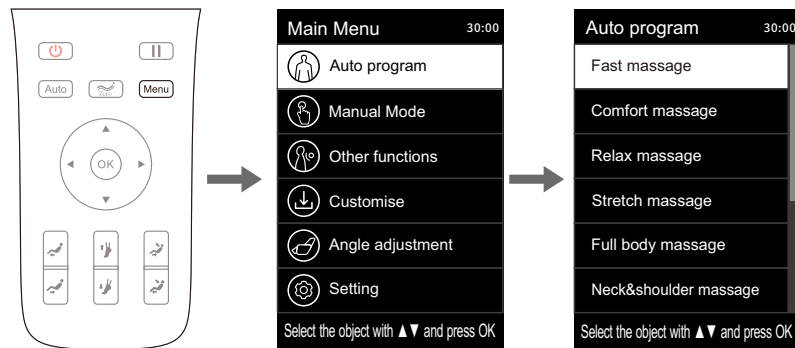 Auto
Zero
Menu
OK
Main Menu 30:00
Auto program
Manual Mode
Other functions
Customise
Angle adjustment
Setting
Select the object with ▲▼ and press OK
Auto program 30:00
Fast massage
Comfort massage
Relax massage
Stretch massage
Full body massage
Neck&shoulder massage
Select the object with ▲▼ and press OK